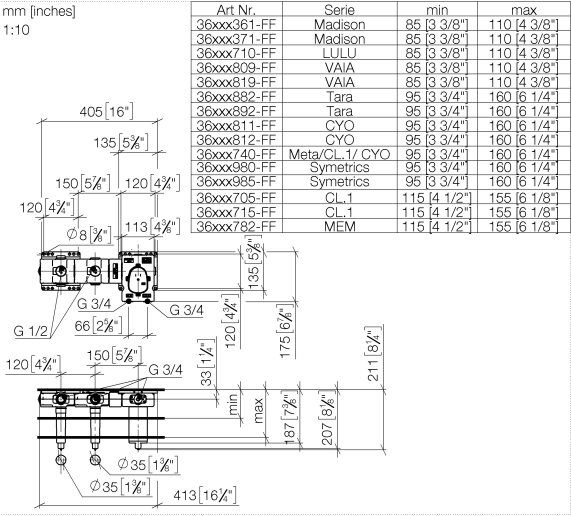 mm [inches]
1:10
Art Nr. Serie min max
36xxx361-FF Madison 85 [3 3/8"] 110 [4 3/8"]
36xxx371-FF Madison 85 [3 3/8"] 110 [4 3/8"]
36xxx710-FF LULU 85 [3 3/8"] 110 [4 3/8"]
36xxx809-FF VAIA 85 [3 3/8"] 110 [4 3/8"]
36xxx819-FF VAIA 85 [3 3/8"] 110 [4 3/8"]
36xxx882-FF Tara 95 [3 3/4"] 160 [6 1/4"]
36xxx892-FF Tara 95 [3 3/4"] 160 [6 1/4"]
36xxx811-FF CYO 95 [3 3/4"] 160 [6 1/4"]
36xxx812-FF CYO 95 [3 3/4"] 160 [6 1/4"]
36xxx740-FF Meta/CL.1/ CYO 95 [3 3/4"] 160 [6 1/4"]
36xxx980-FF Symetrics 95 [3 3/4"] 160 [6 1/4"]
36xxx985-FF Symetrics 95 [3 3/4"] 160 [6 1/4"]
36xxx705-FF CL.1 115 [4 1/2"] 155 [6 1/8"]
36xxx715-FF CL.1 115 [4 1/2"] 155 [6 1/8"]
36xxx782-FF MEM 115 [4 1/2"] 155 [6 1/8"]
405 [16"]
135 [5⅜"]
150 [5⅞"] 120 [4¾"]
120 [4¾"]
Ø8 [⅜"] 113 [4⅜"]
135 [5⅜"]
G 3/4 G 3/4
G 1/2 66 [2⅝"]
120 [4¾"]
175 [6⅞"]
120 [4¾"] 150 [5⅞"] G 3/4
33 [1¼"]
211 [8¼"]
min
max
187 [7⅜"]
207 [8⅛"]
Ø35 [1⅜"]
Ø35 [1⅜"]
413 [16¼"]